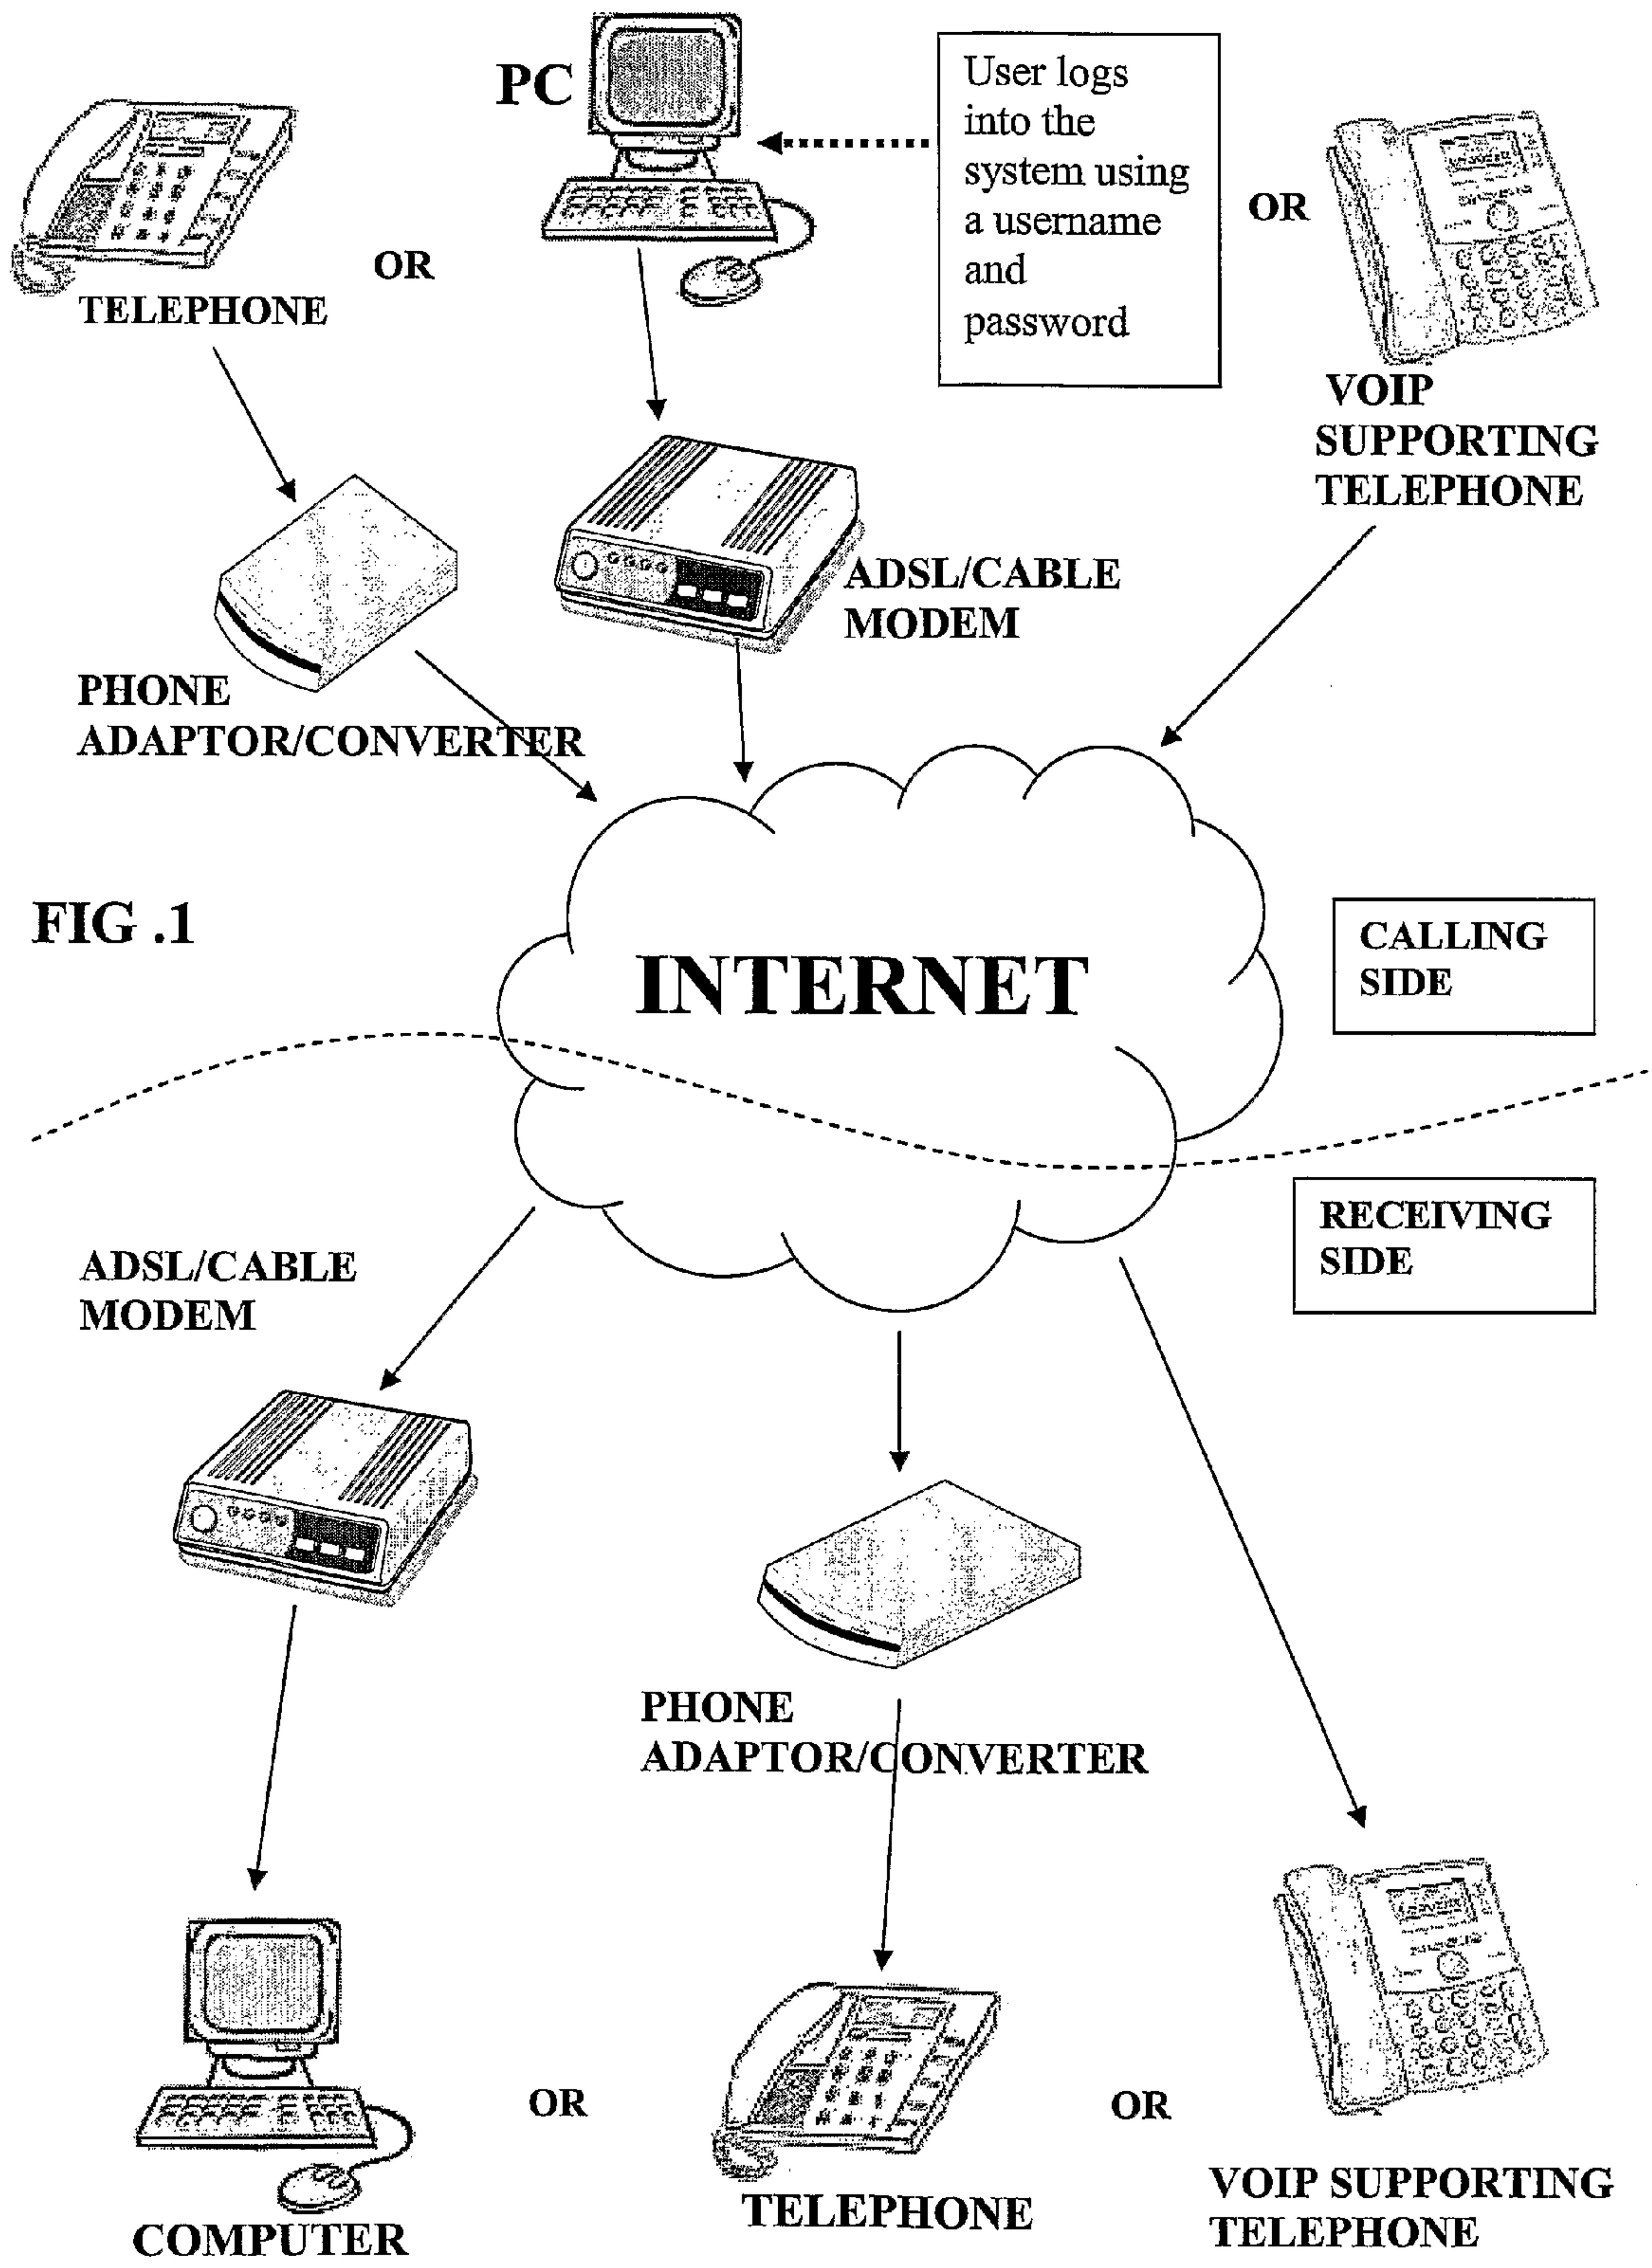 PC
User logs
into the
system using
a username
and
password
OR
OR
TELEPHONE
VOIP
SUPPORTING
TELEPHONE
ADSL/CABLE
MODEM
PHONE
ADAPTOR/CONVERTER
FIG .1
INTERNET
CALLING
SIDE
RECEIVING
SIDE
ADSL/CABLE
MODEM
PHONE
ADAPTOR/CONVERTER
OR
OR
COMPUTER
TELEPHONE
VOIP SUPPORTING
TELEPHONE